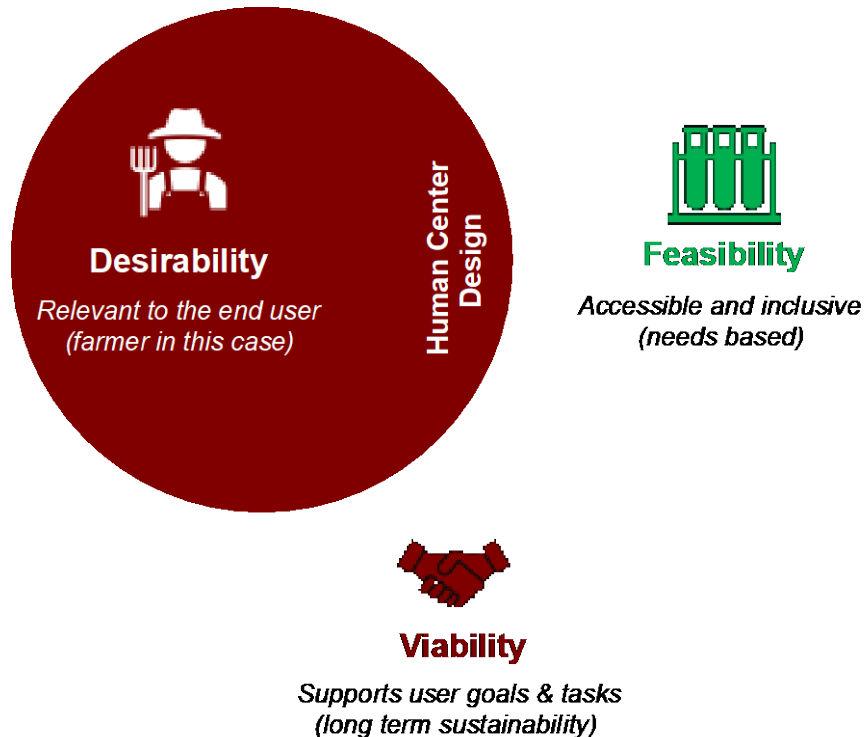 Desirability
Relevant to the end user
(farmer in this case)
Human Center
Design
Feasibility
Accessible and inclusive
(needs based)
Viability
Supports user goals & tasks
(long term sustainability)